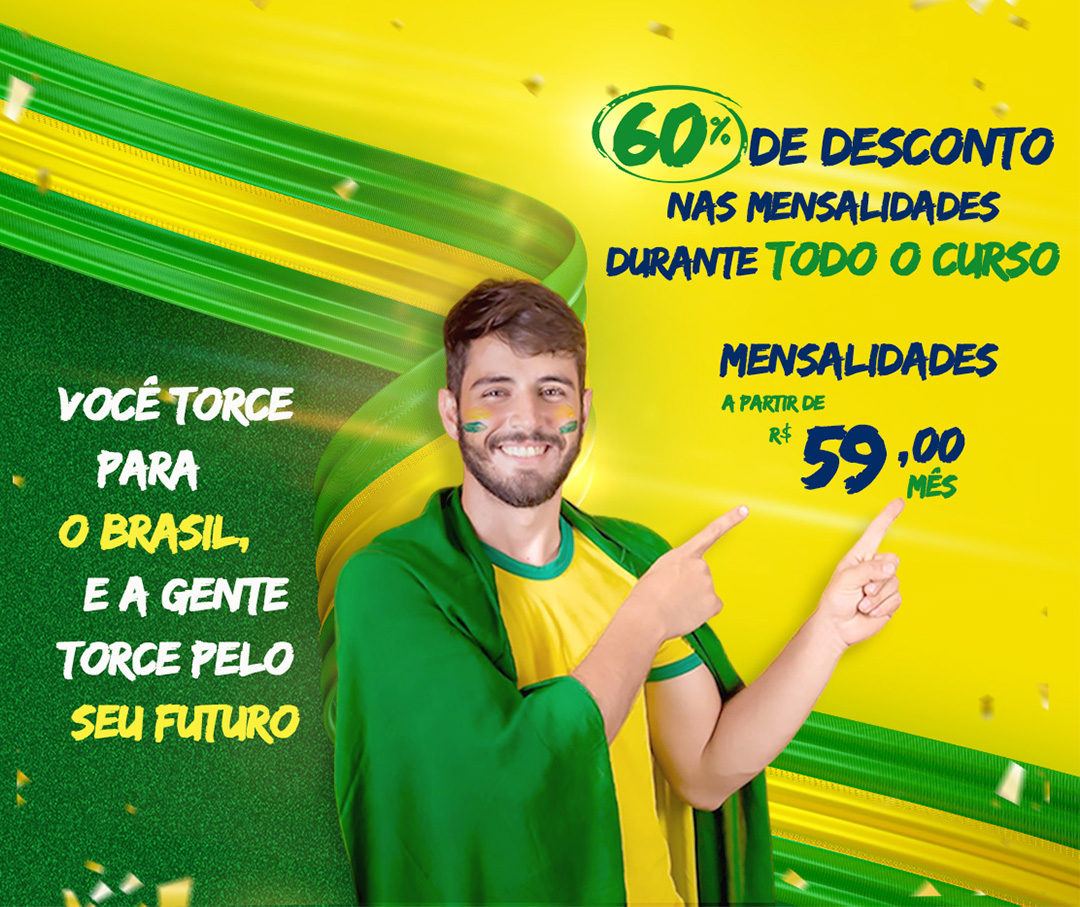 VOCÊ TORCE
PARA
O BRASIL,
E A GENTE
TORCE PELO
SEU FUTURO
60% DE DESCONTO
NAS MENSALIDADES
DURANTE TODO O CURSO
MENSALIDADES
A PARTIR DE
R$ 59,00
MÊS